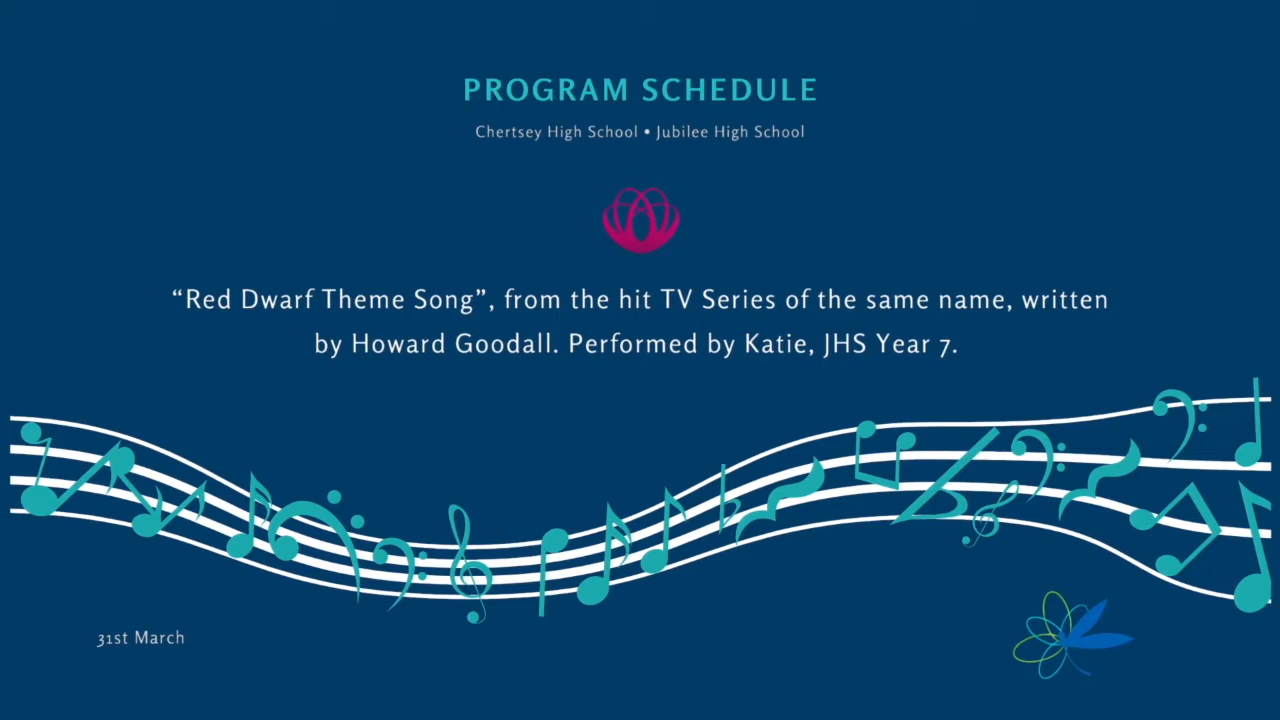 PROGRAM SCHEDULE
Chertsey High School • Jubilee High School
“Red Dwarf Theme Song”, from the hit TV Series of the same name, written
by Howard Goodall. Performed by Katie, JHS Year 7.
31st March